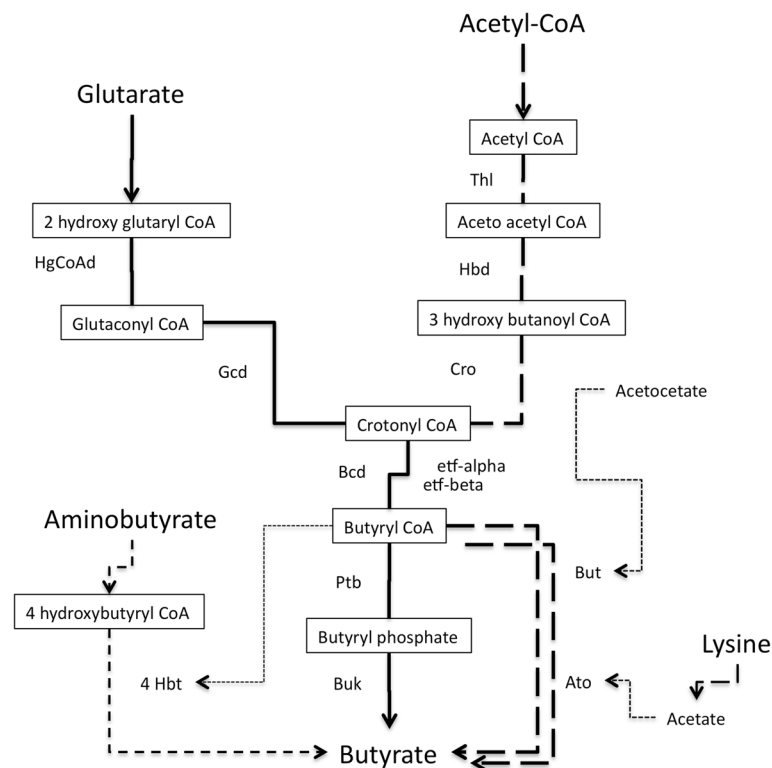 Acetyl-CoA
Glutarate
Acetyl CoA
Thl
2 hydroxy glutaryl CoA
Aceto acetyl CoA
HgCoAd
Hbd
Glutaconyl CoA
3 hydroxy butanoyl CoA
Gcd
Cro
Acetocetate
Crotonyl CoA
Bcd
etf-alpha
etf-beta
Aminobutyrate
Butyryl CoA
But
Ptb
4 hydroxybutyryl CoA
Butyryl phosphate
Lysine
4 Hbt
Buk
Ato
Acetate
Butyrate